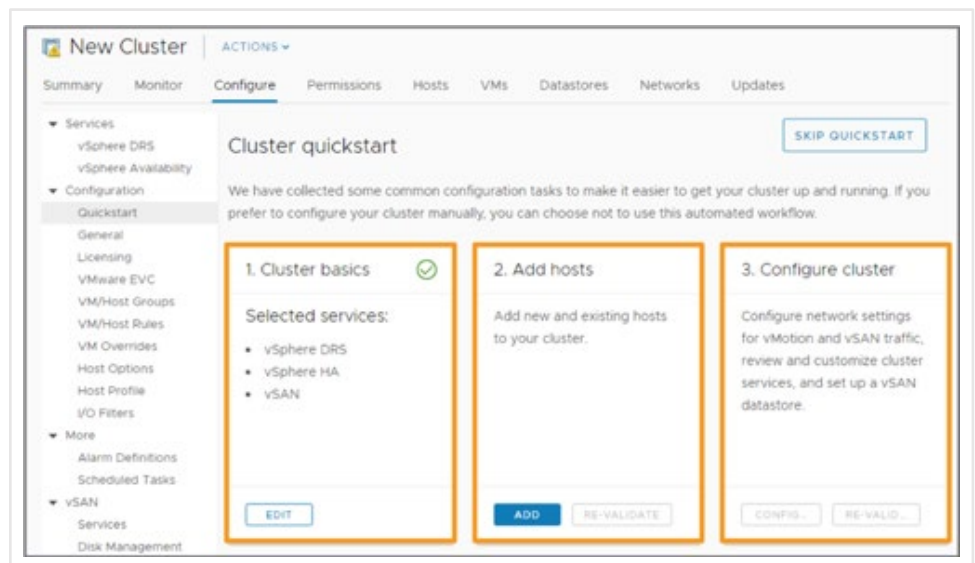 New Cluster
ACTIONS
Summary Monitor Configure Permissions Hosts VMs Datastores Networks Updates
Services
vSphere DRS
vSphere Availability
Configuration
Quickstart
General
Licensing
VMware EVC
VM/Host Groups
VM/Host Rules
VM Overrides
Host Options
Host Profile
I/O Filters
More
Alarm Definitions
Scheduled Tasks
vSAN
Services
Disk Management
Cluster quickstart
SKIP QUICKSTART
We have collected some common configuration tasks to make it easier to get your cluster up and running. If you
prefer to configure your cluster manually, you can choose not to use this automated workflow.
1. Cluster basics
Selected services:
• vSphere DRS
• vSphere HA
• vSAN
EDIT
2. Add hosts
Add new and existing hosts
to your cluster.
ADD RE-VALIDATE
3. Configure cluster
Configure network settings
for vMotion and vSAN traffic,
review and customize cluster
services, and set up a vSAN
datastore.
CONFIG... RE-VALID...